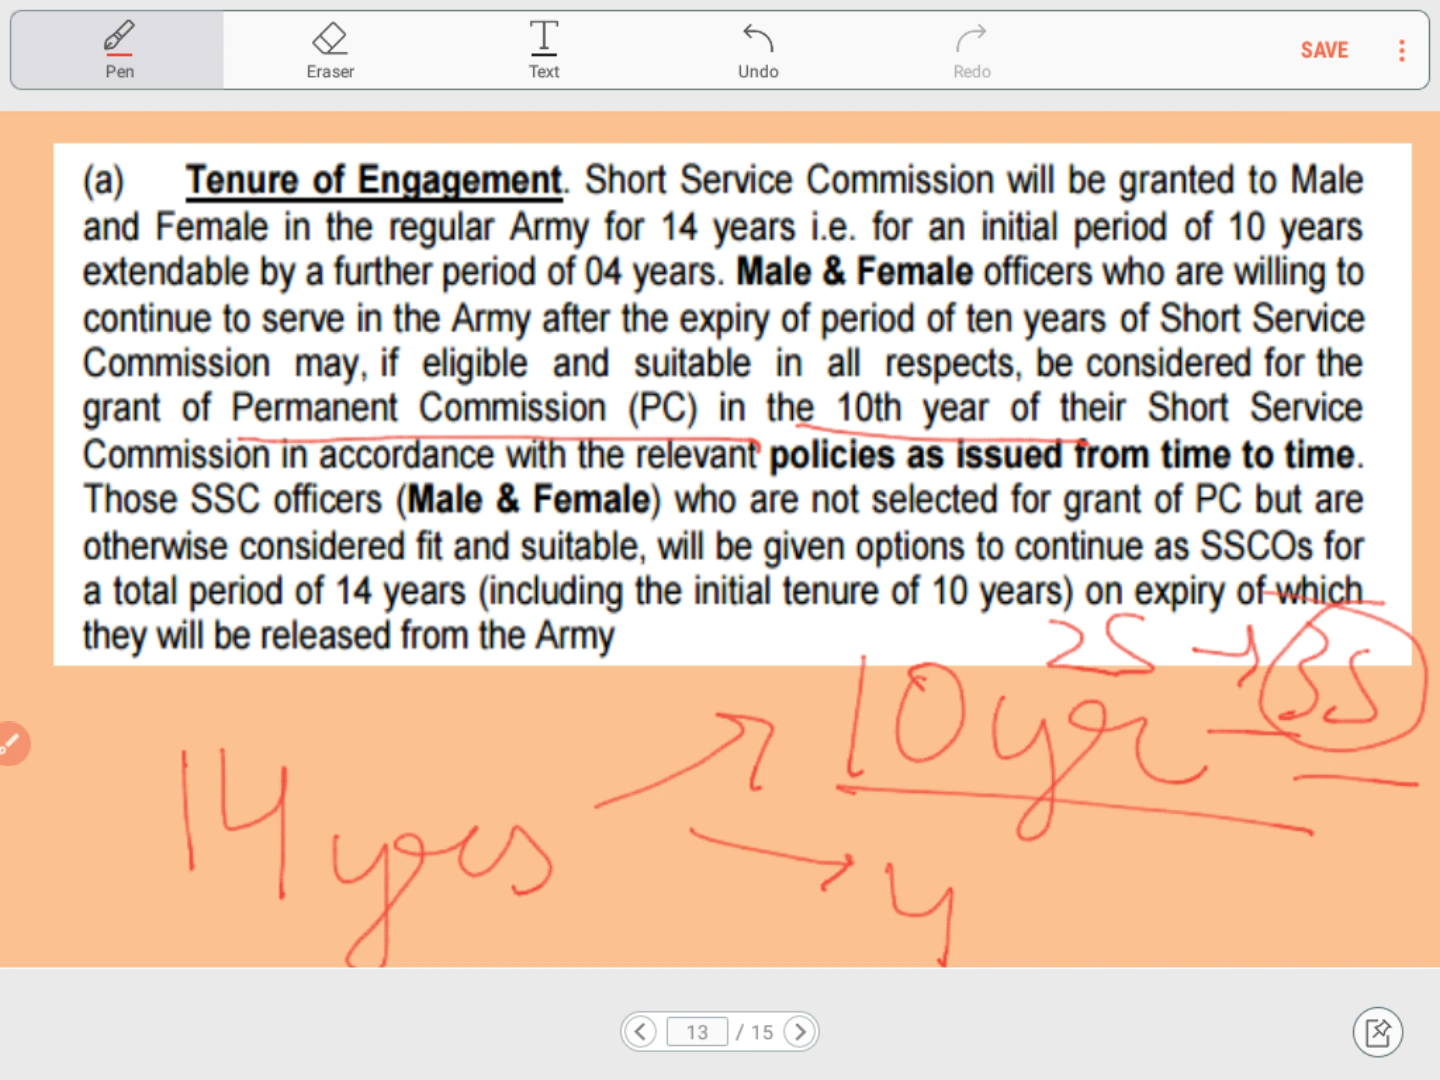 Pen
Eraser
Text
Undo
Redo
SAVE
(a) Tenure of Engagement. Short Service Commission will be granted to Male
and Female in the regular Army for 14 years i.e. for an initial period of 10 years
extendable by a further period of 04 years. Male & Female officers who are willing to
continue to serve in the Army after the expiry of period of ten years of Short Service
Commission may, if eligible and suitable in all respects, be considered for the
grant of Permanent Commission (PC) in the 10th year of their Short Service
Commission in accordance with the relevant policies as issued from time to time.
Those SSC officers (Male & Female) who are not selected for grant of PC but are
otherwise considered fit and suitable, will be given options to continue as SSCOs for
a total period of 14 years (including the initial tenure of 10 years) on expiry of which
they will be released from the Army
25 → 35
10 yr
14 yrs
4
13 / 15